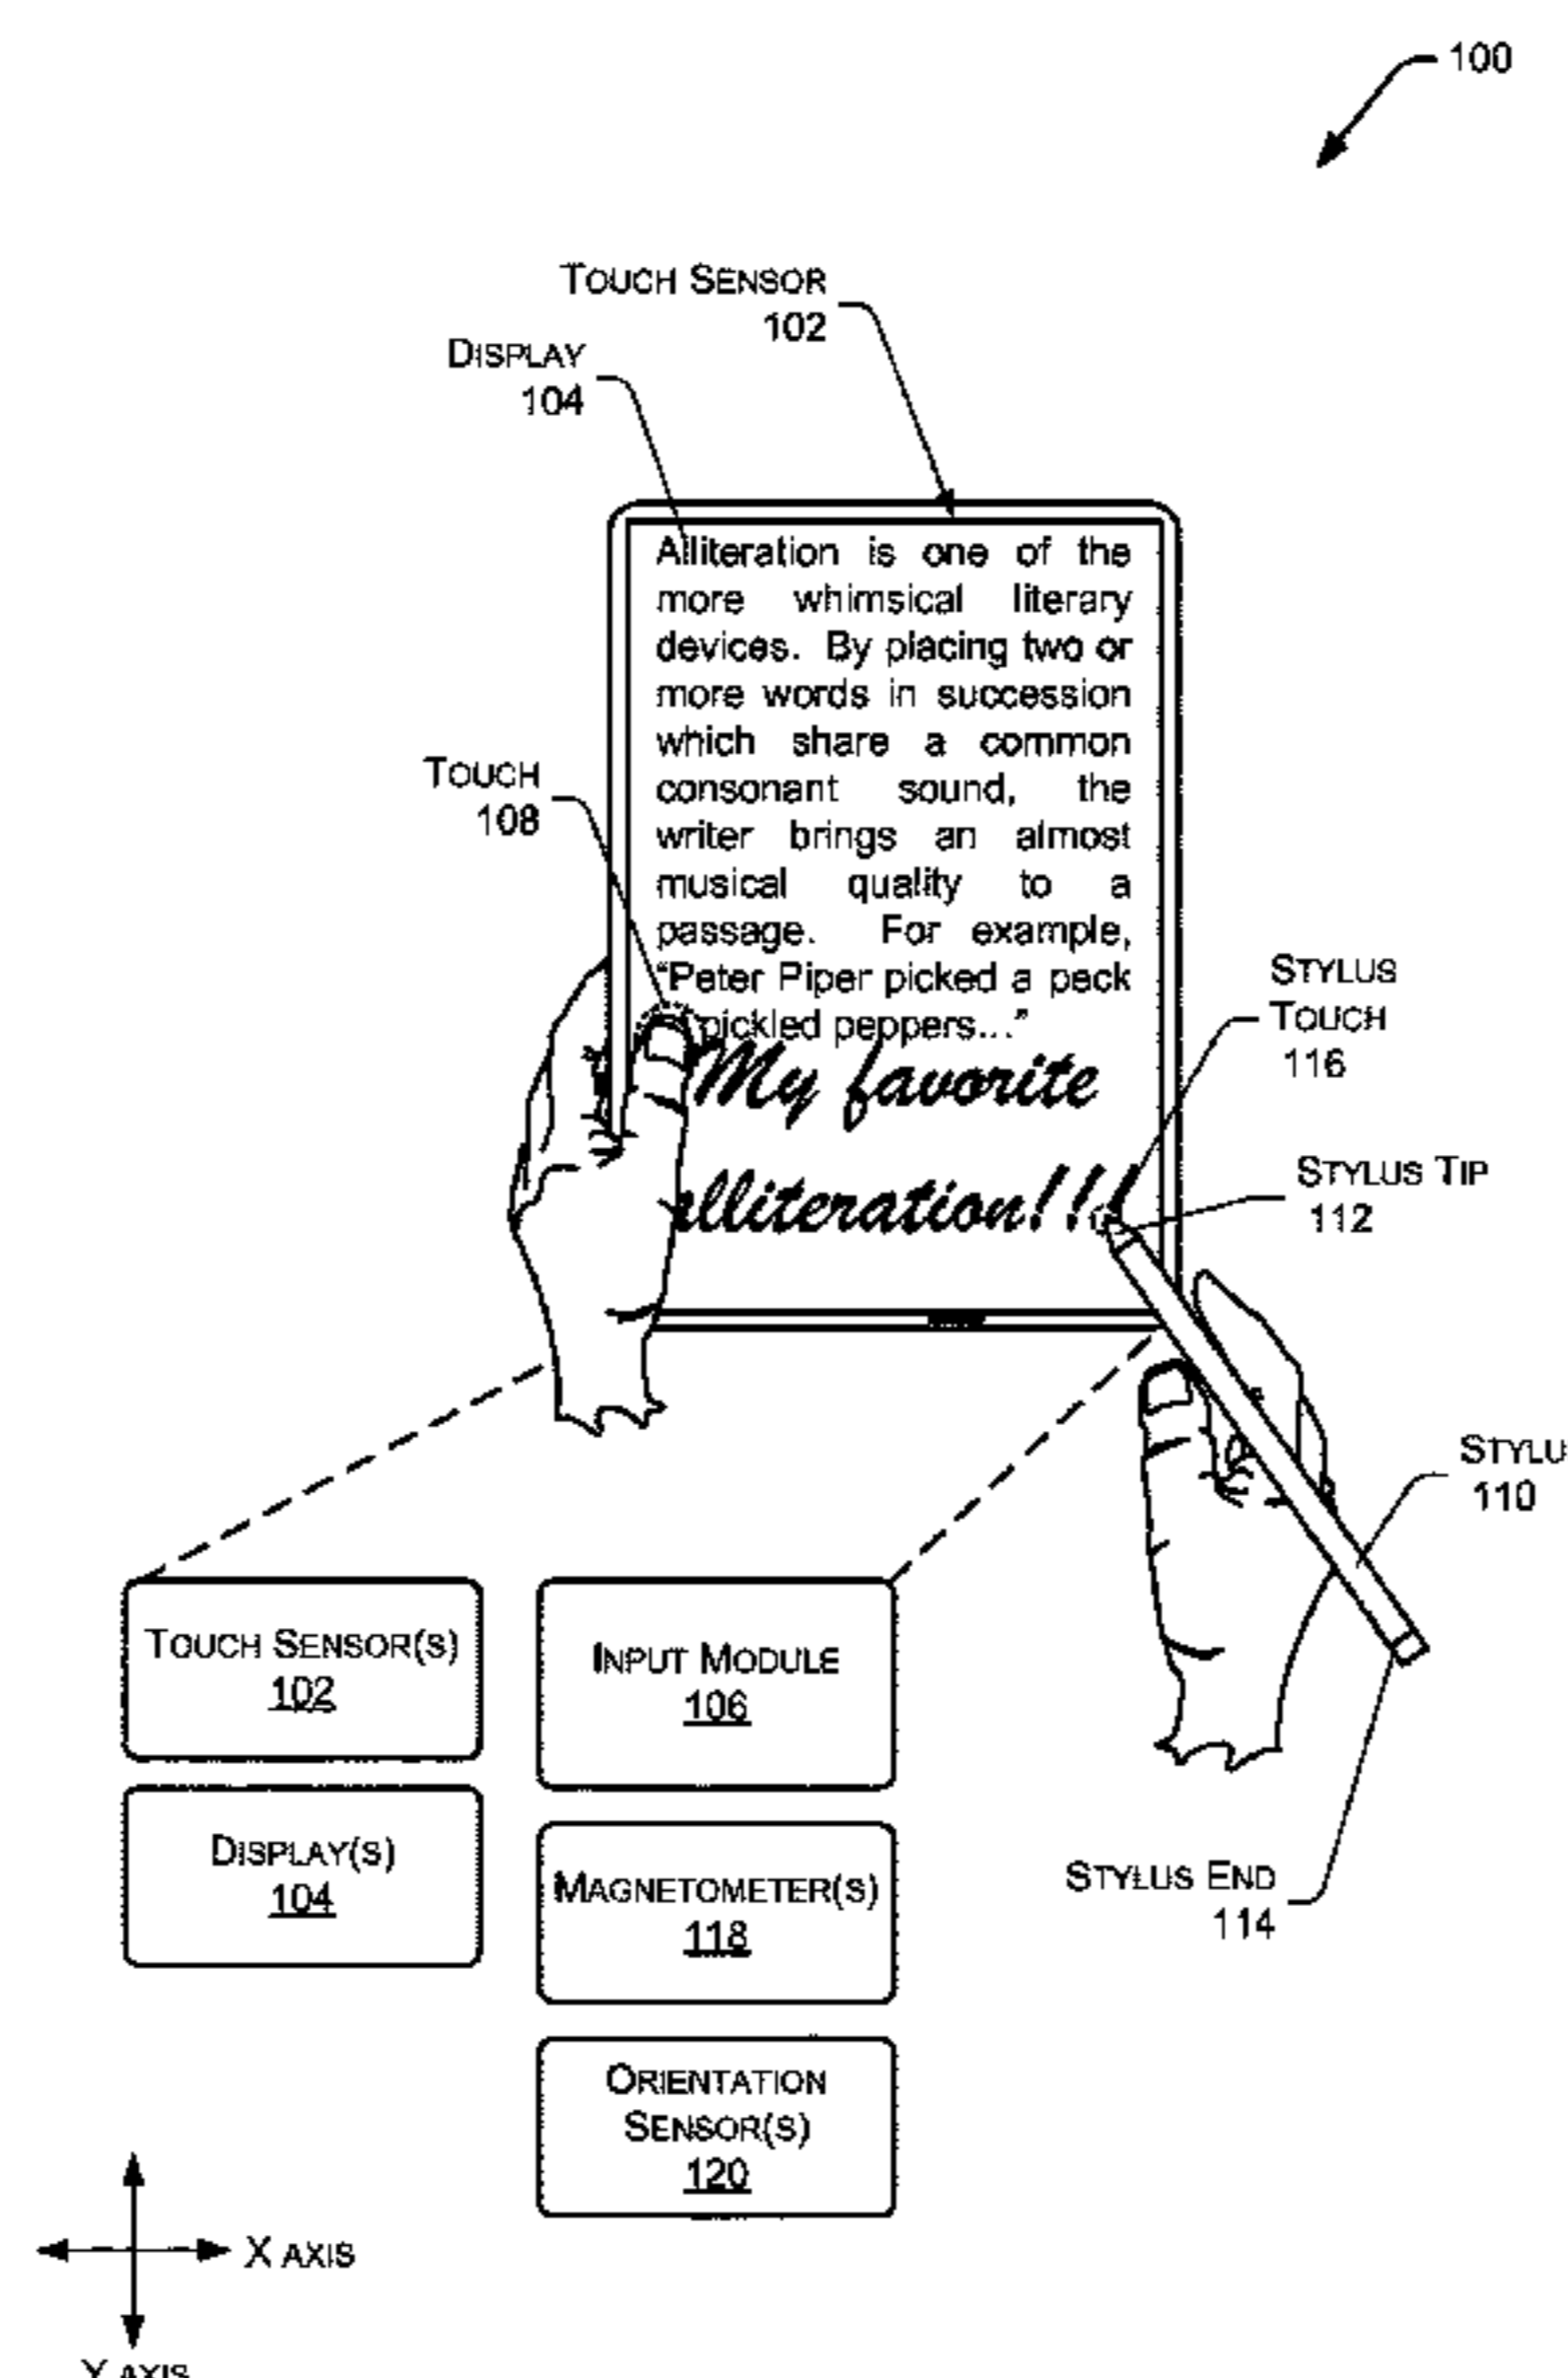 100
TOUCH SENSOR
102
DISPLAY
104
Alliteration is one of the
more whimsical literary
devices. By placing two or
more words in succession
which share a common
consonant sound, the
writer brings an almost
musical quality to a
passage. For example,
“Peter Piper picked a peck
pickled peppers...”
My favorite
alliteration!!!
TOUCH
108
STYLUS
TOUCH
116
STYLUS TIP
112
STYLU
110
STYLUS END
114
TOUCH SENSOR(S)
102
DISPLAY(S)
104
INPUT MODULE
106
MAGNETOMETER(S)
118
ORIENTATION
SENSOR(S)
120
X AXIS
Y AXIS